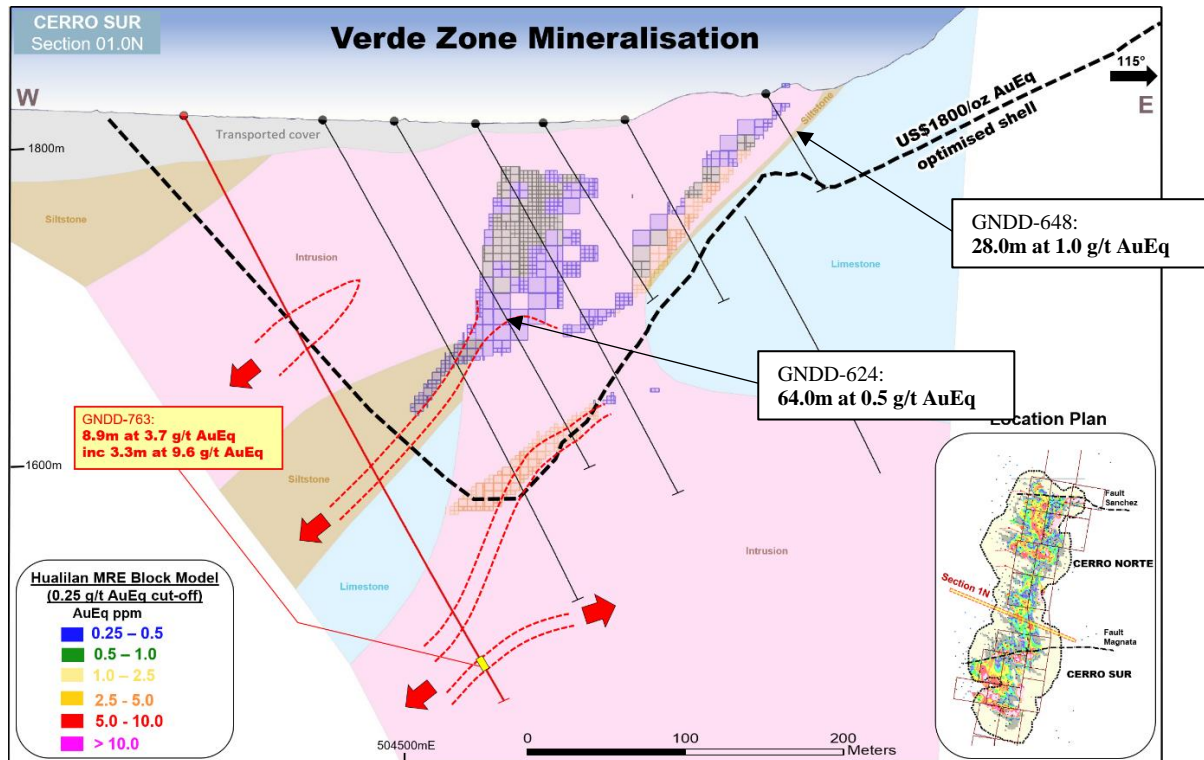 CERRO SUR
Section 01.0N
Verde Zone Mineralisation
115°
W
E
US$1800/oz AuEq
optimised shell
Transported cover
1800m
Siltstone
Siltstone
GNDD-648:
28.0m at 1.0 g/t AuEq
Intrusion
Limestone
GNDD-624:
64.0m at 0.5 g/t AuEq
GNDD-763:
8.9m at 3.7 g/t AuEq
inc 3.3m at 9.6 g/t AuEq
Location Plan
1600m
Siltstone
Fault
Sanchez
Intrusion
CERRO NORTE
Limestone
Section 1N
Hualilan MRE Block Model
(0.25 g/t AuEq cut-off)
AuEq ppm
0.25 – 0.5
0.5 – 1.0
1.0 – 2.5
2.5 - 5.0
5.0 - 10.0
> 10.0
Fault
Magnata
CERRO SUR
504500mE
0
100
200
Meters